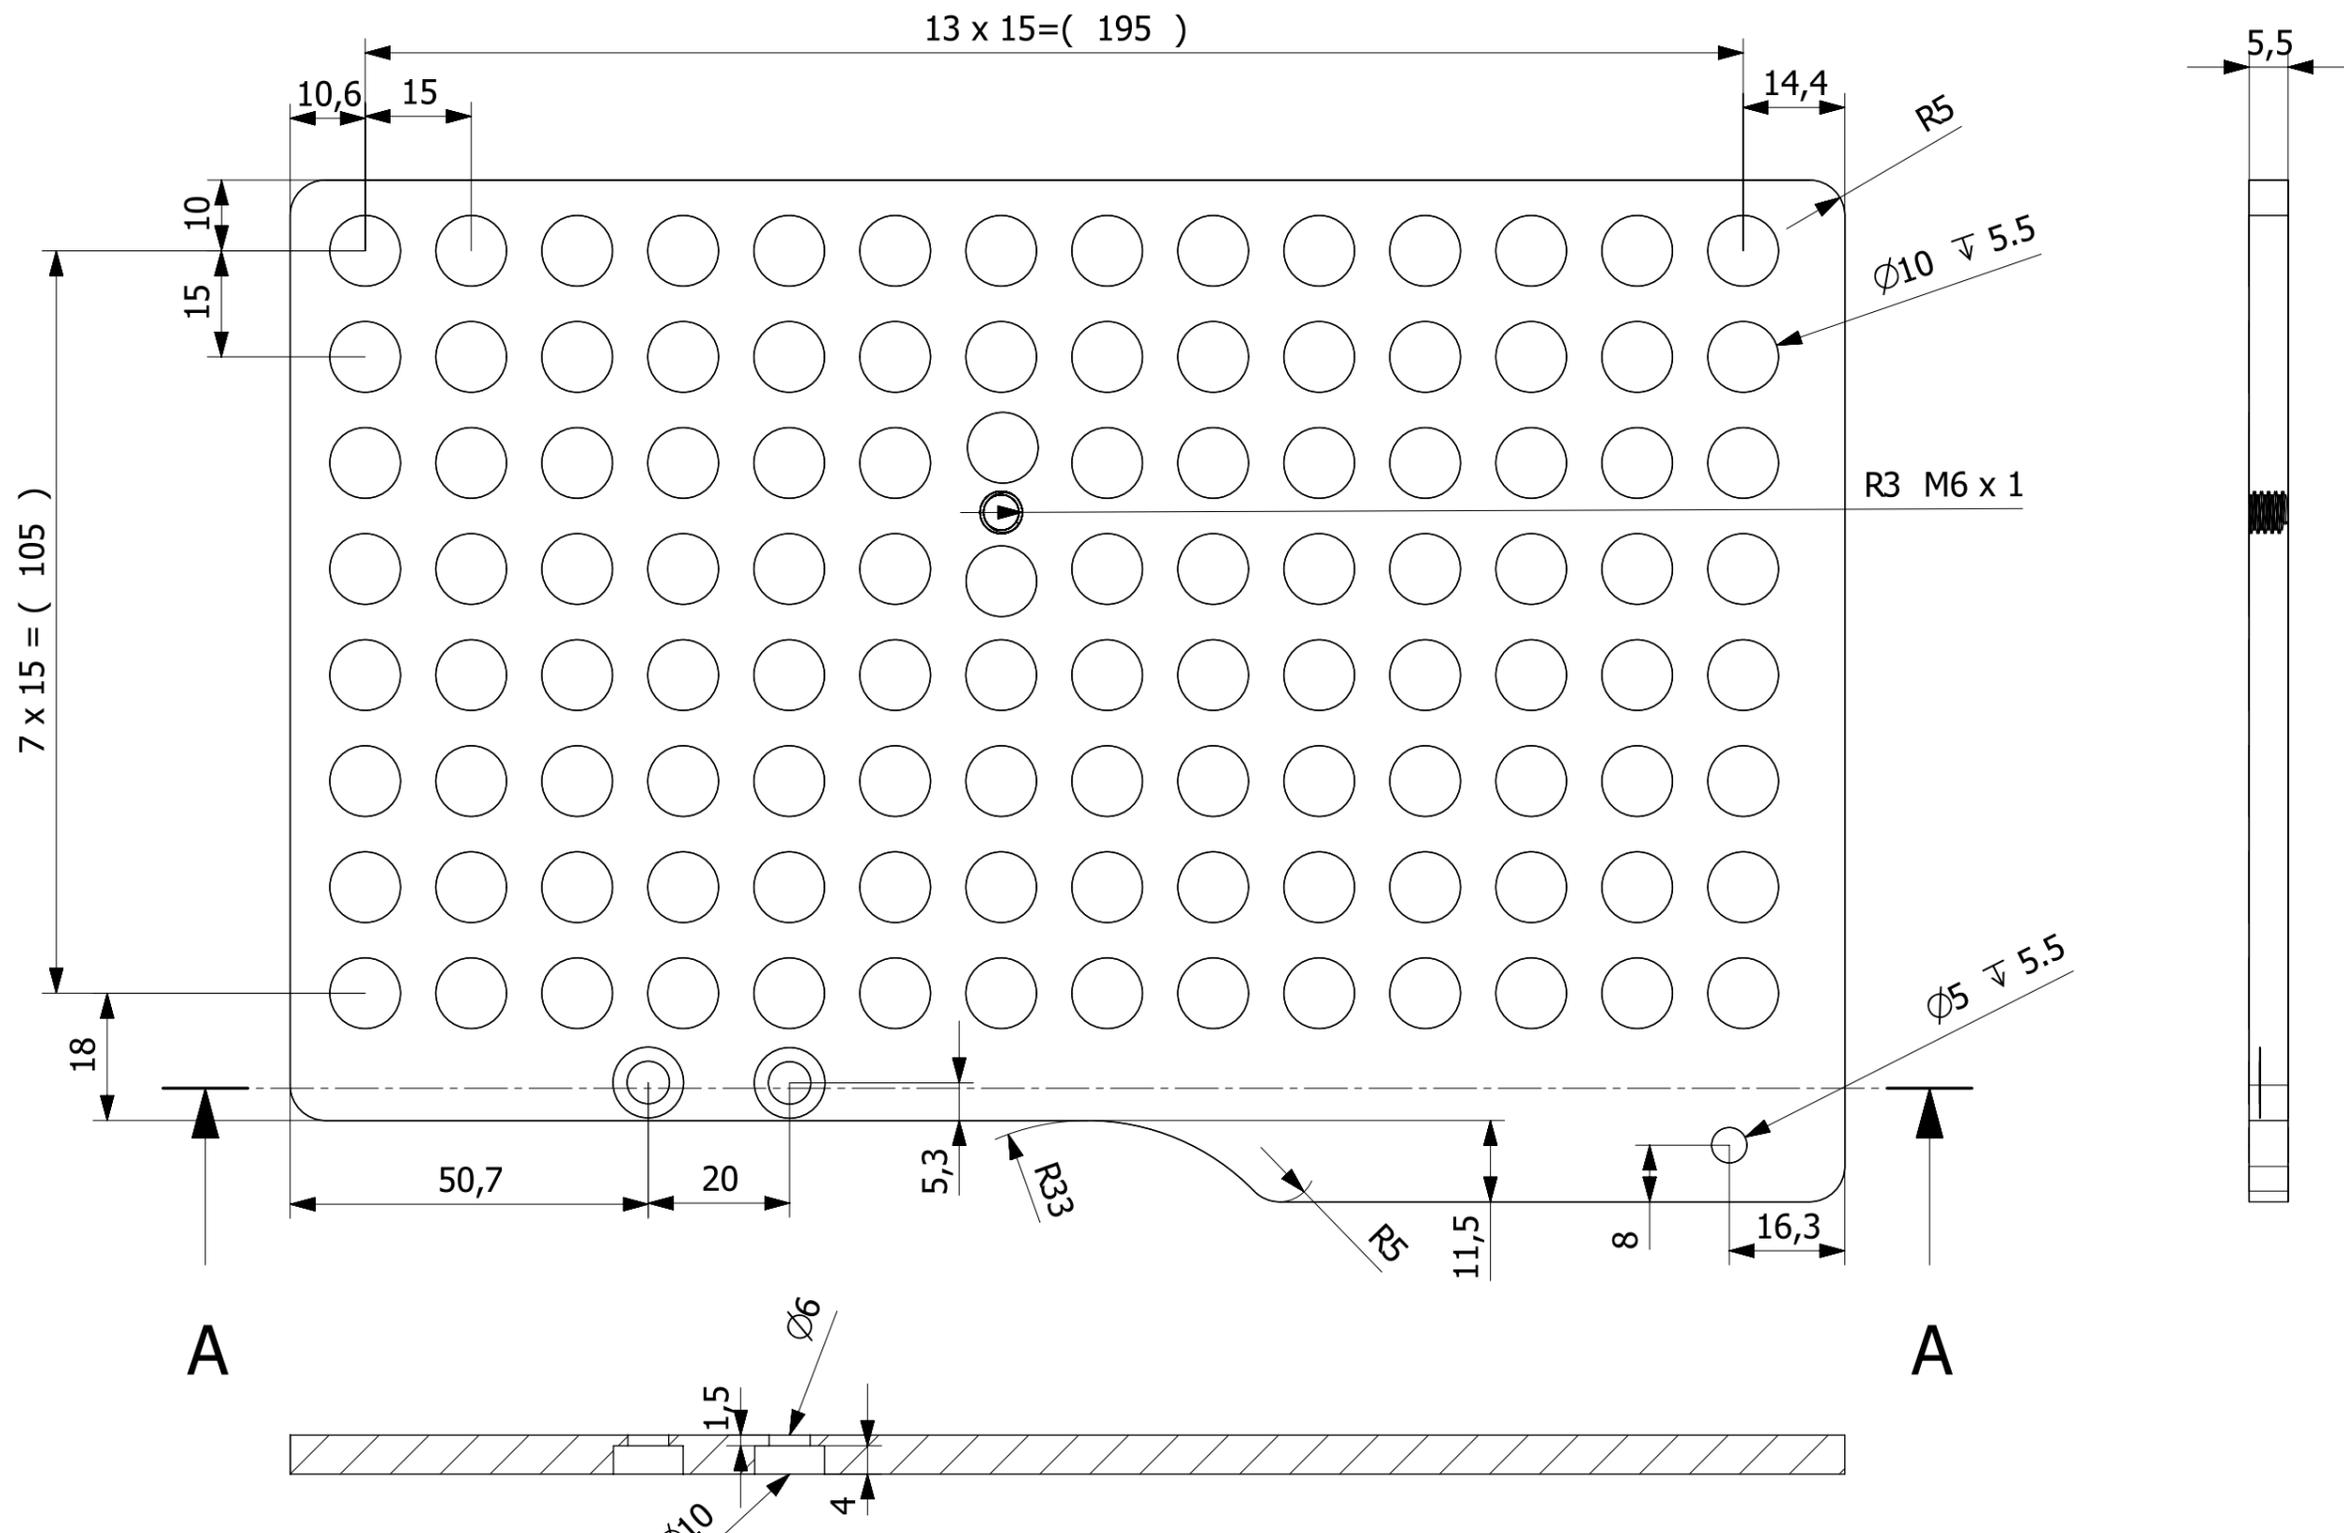 13 x 15=( 195 )
5,5
10,6
15
14,4
R5
10
∅10 ↧ 5.5
15
R3 M6 x 1
7 x 15 = ( 105 )
∅5 ↧ 5.5
18
50,7
20
5,3
R33
R5
11,5
8
16,3
A
A
∅6
1,5
4
∅10